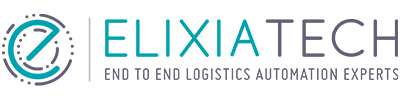 ELIXIATECH
END TO END LOGISTICS AUTOMATION EXPERTS